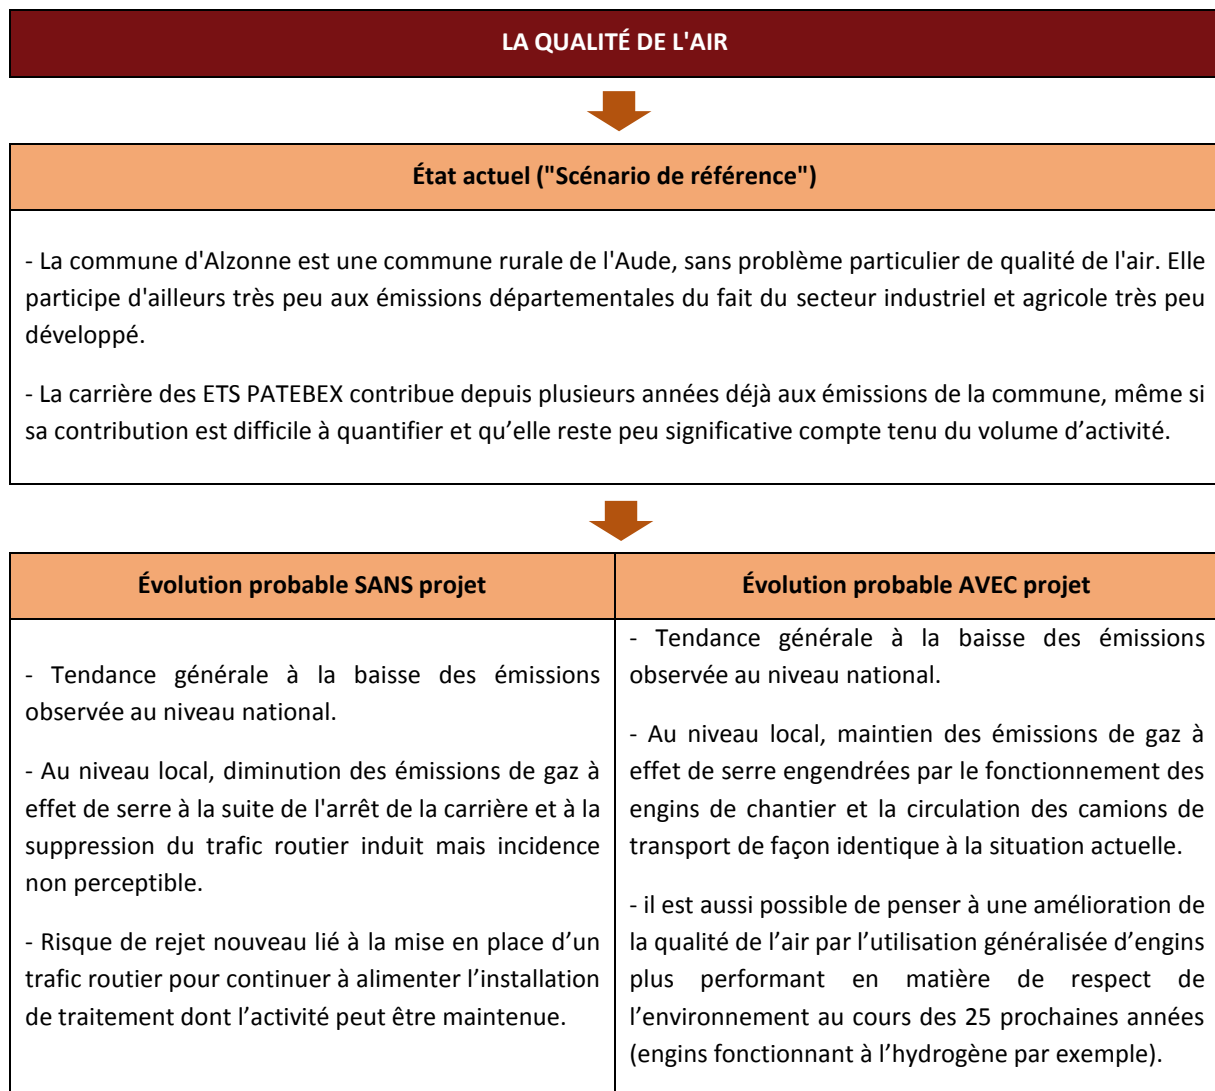 LA QUALITÉ DE L'AIR
État actuel ("Scénario de référence")
- La commune d'Alzonne est une commune rurale de l'Aude, sans problème particulier de qualité de l'air. Elle
participe d'ailleurs très peu aux émissions départementales du fait du secteur industriel et agricole très peu
développé.
- La carrière des ETS PATEBEX contribue depuis plusieurs années déjà aux émissions de la commune, même si
sa contribution est difficile à quantifier et qu’elle reste peu significative compte tenu du volume d’activité.
Évolution probable SANS projet
- Tendance générale à la baisse des émissions
observée au niveau national.
- Au niveau local, diminution des émissions de gaz à
effet de serre à la suite de l'arrêt de la carrière et à la
suppression du trafic routier induit mais incidence
non perceptible.
- Risque de rejet nouveau lié à la mise en place d’un
trafic routier pour continuer à alimenter l’installation
de traitement dont l’activité peut être maintenue.
Évolution probable AVEC projet
- Tendance générale à la baisse des émissions
observée au niveau national.
- Au niveau local, maintien des émissions de gaz à
effet de serre engendrées par le fonctionnement des
engins de chantier et la circulation des camions de
transport de façon identique à la situation actuelle.
- il est aussi possible de penser à une amélioration de
la qualité de l’air par l’utilisation généralisée d’engins
plus performant en matière de respect de
l’environnement au cours des 25 prochaines années
(engins fonctionnant à l’hydrogène par exemple).